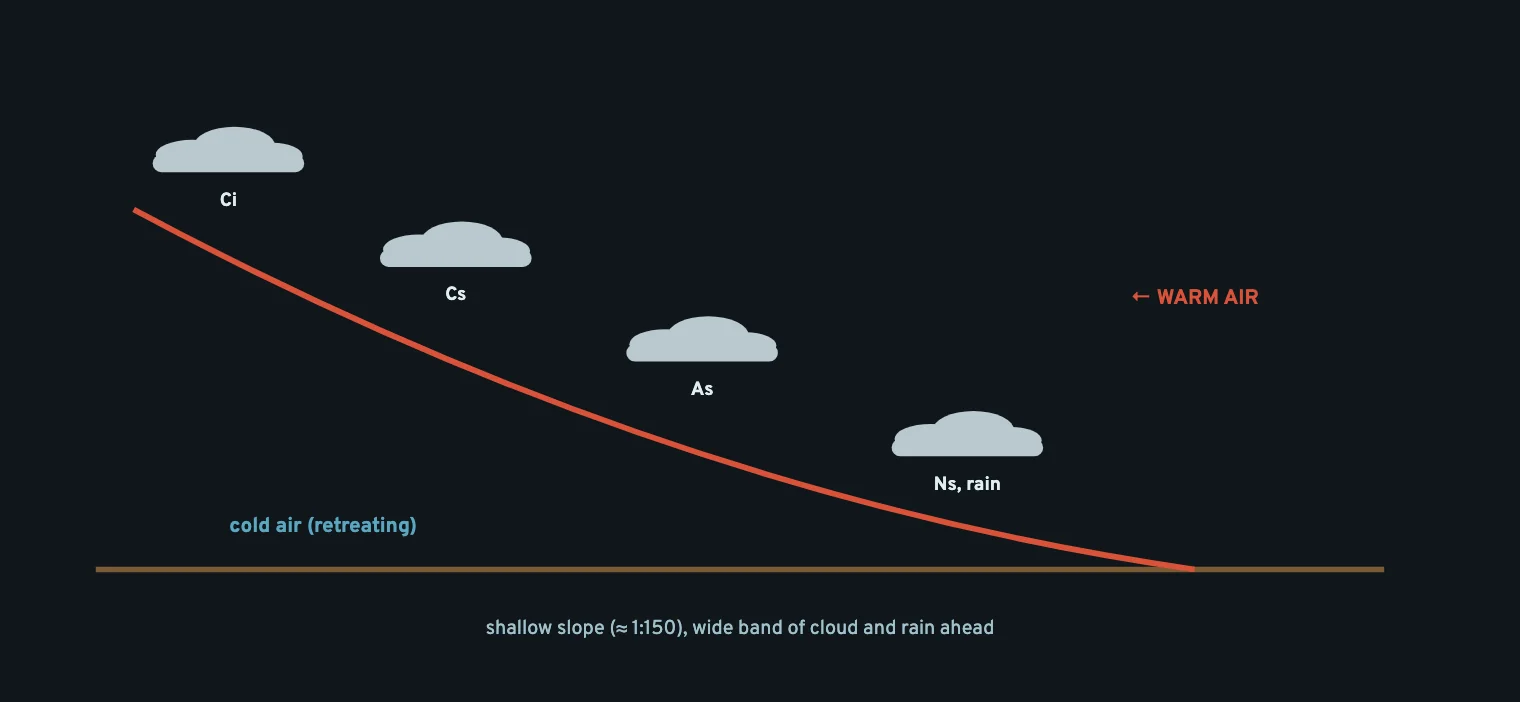 Ci
Cs
← WARM AIR
As
Ns, rain
cold air (retreating)
shallow slope (≈ 1:150), wide band of cloud and rain ahead